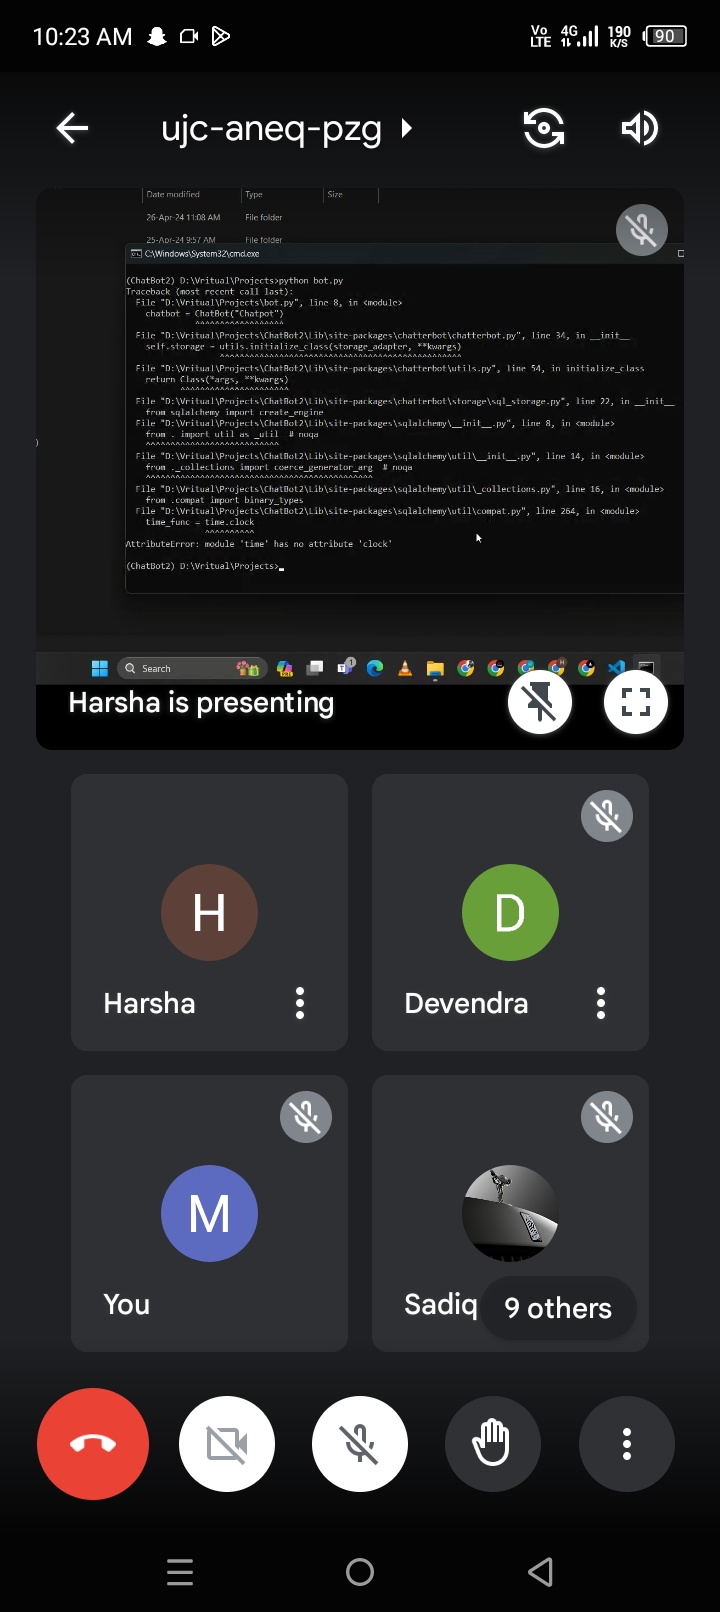 10:23 AM
Vo LTE 4G 190 K/S 90
ujc-aneq-pzg
Date modified Type Size
26-Apr-24 11:08 AM File folder
25-Apr-24 9:57 AM File folder
C:\Windows\System32\cmd.exe
(ChatBot2) D:\Vritual\Projects>python bot.py
Traceback (most recent call last):
File "D:\Vritual\Projects\bot.py", line 8, in <module>
chatbot = ChatBot("Chatpot")
^^^^^^^^^^^^^^^^^^
File "D:\Vritual\Projects\ChatBot2\Lib\site-packages\chatterbot\chatterbot.py", line 34, in __init__
self.storage = utils.initialize_class(storage_adapter, **kwargs)
^^^^^^^^^^^^^^^^^^^^^^^^^^^^^^^^^^^^^^^^^^^^^^^^^
File "D:\Vritual\Projects\ChatBot2\Lib\site-packages\chatterbot\utils.py", line 54, in initialize_class
return Class(*args, **kwargs)
^^^^^^^^^^^^^^^^^^^^^^
File "D:\Vritual\Projects\ChatBot2\Lib\site-packages\chatterbot\storage\sql_storage.py", line 22, in __init__
from sqlalchemy import create_engine
File "D:\Vritual\Projects\ChatBot2\Lib\site-packages\sqlalchemy\__init__.py", line 8, in <module>
from . import util as _util # noqa
^^^^^^^^^^^^^^^^^^^^^^^^^^^
File "D:\Vritual\Projects\ChatBot2\Lib\site-packages\sqlalchemy\util\__init__.py", line 14, in <module>
from ._collections import coerce_generator_arg # noqa
^^^^^^^^^^^^^^^^^^^^^^^^^^^^^^^^^^^^^^^^^^^^^^
File "D:\Vritual\Projects\ChatBot2\Lib\site-packages\sqlalchemy\util\_collections.py", line 16, in <module>
from .compat import binary_types
File "D:\Vritual\Projects\ChatBot2\Lib\site-packages\sqlalchemy\util\compat.py", line 264, in <module>
time_func = time.clock
^^^^^^^^^^
AttributeError: module 'time' has no attribute 'clock'
(ChatBot2) D:\Vritual\Projects>
Search
Harsha is presenting
H
D
Harsha
Devendra
M
You
Sadiq
9 others